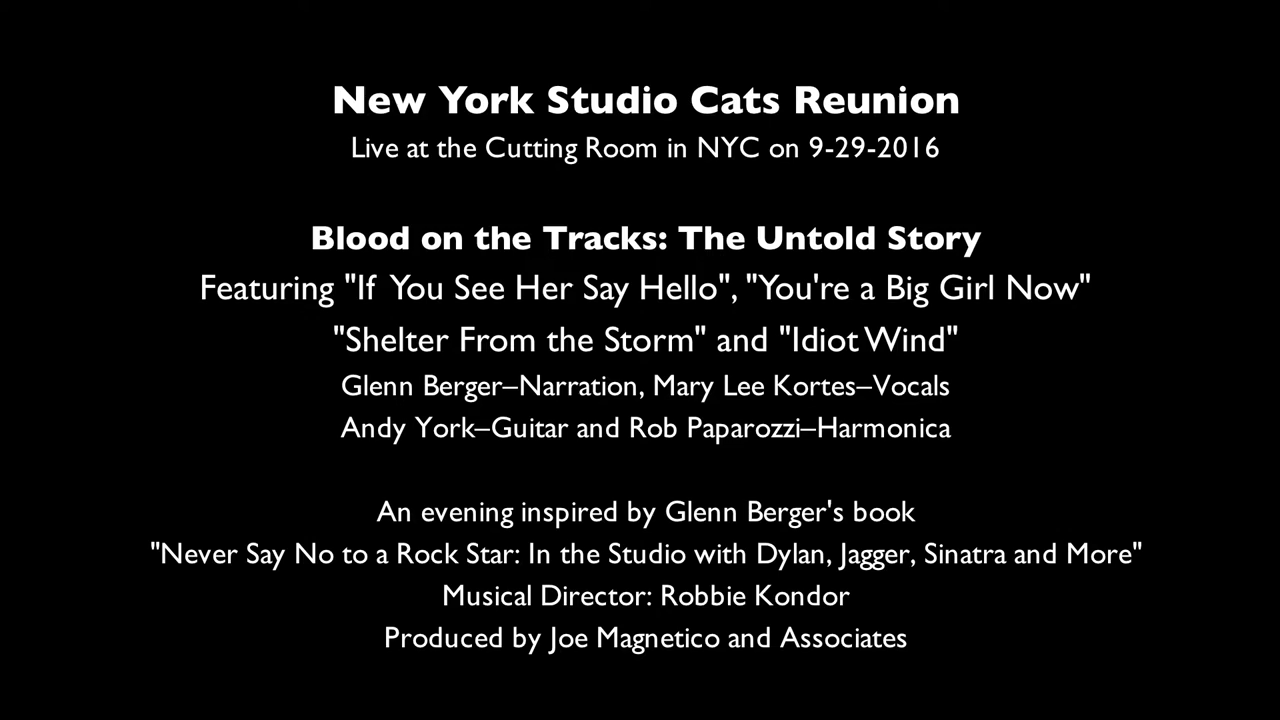 New York Studio Cats Reunion
Live at the Cutting Room in NYC on 9-29-2016
Blood on the Tracks: The Untold Story
Featuring "If You See Her Say Hello", "You're a Big Girl Now"
"Shelter From the Storm" and "Idiot Wind"
Glenn Berger–Narration, Mary Lee Kortes–Vocals
Andy York–Guitar and Rob Paparozzi–Harmonica
An evening inspired by Glenn Berger's book
"Never Say No to a Rock Star: In the Studio with Dylan, Jagger, Sinatra and More"
Musical Director: Robbie Kondor
Produced by Joe Magnetico and Associates